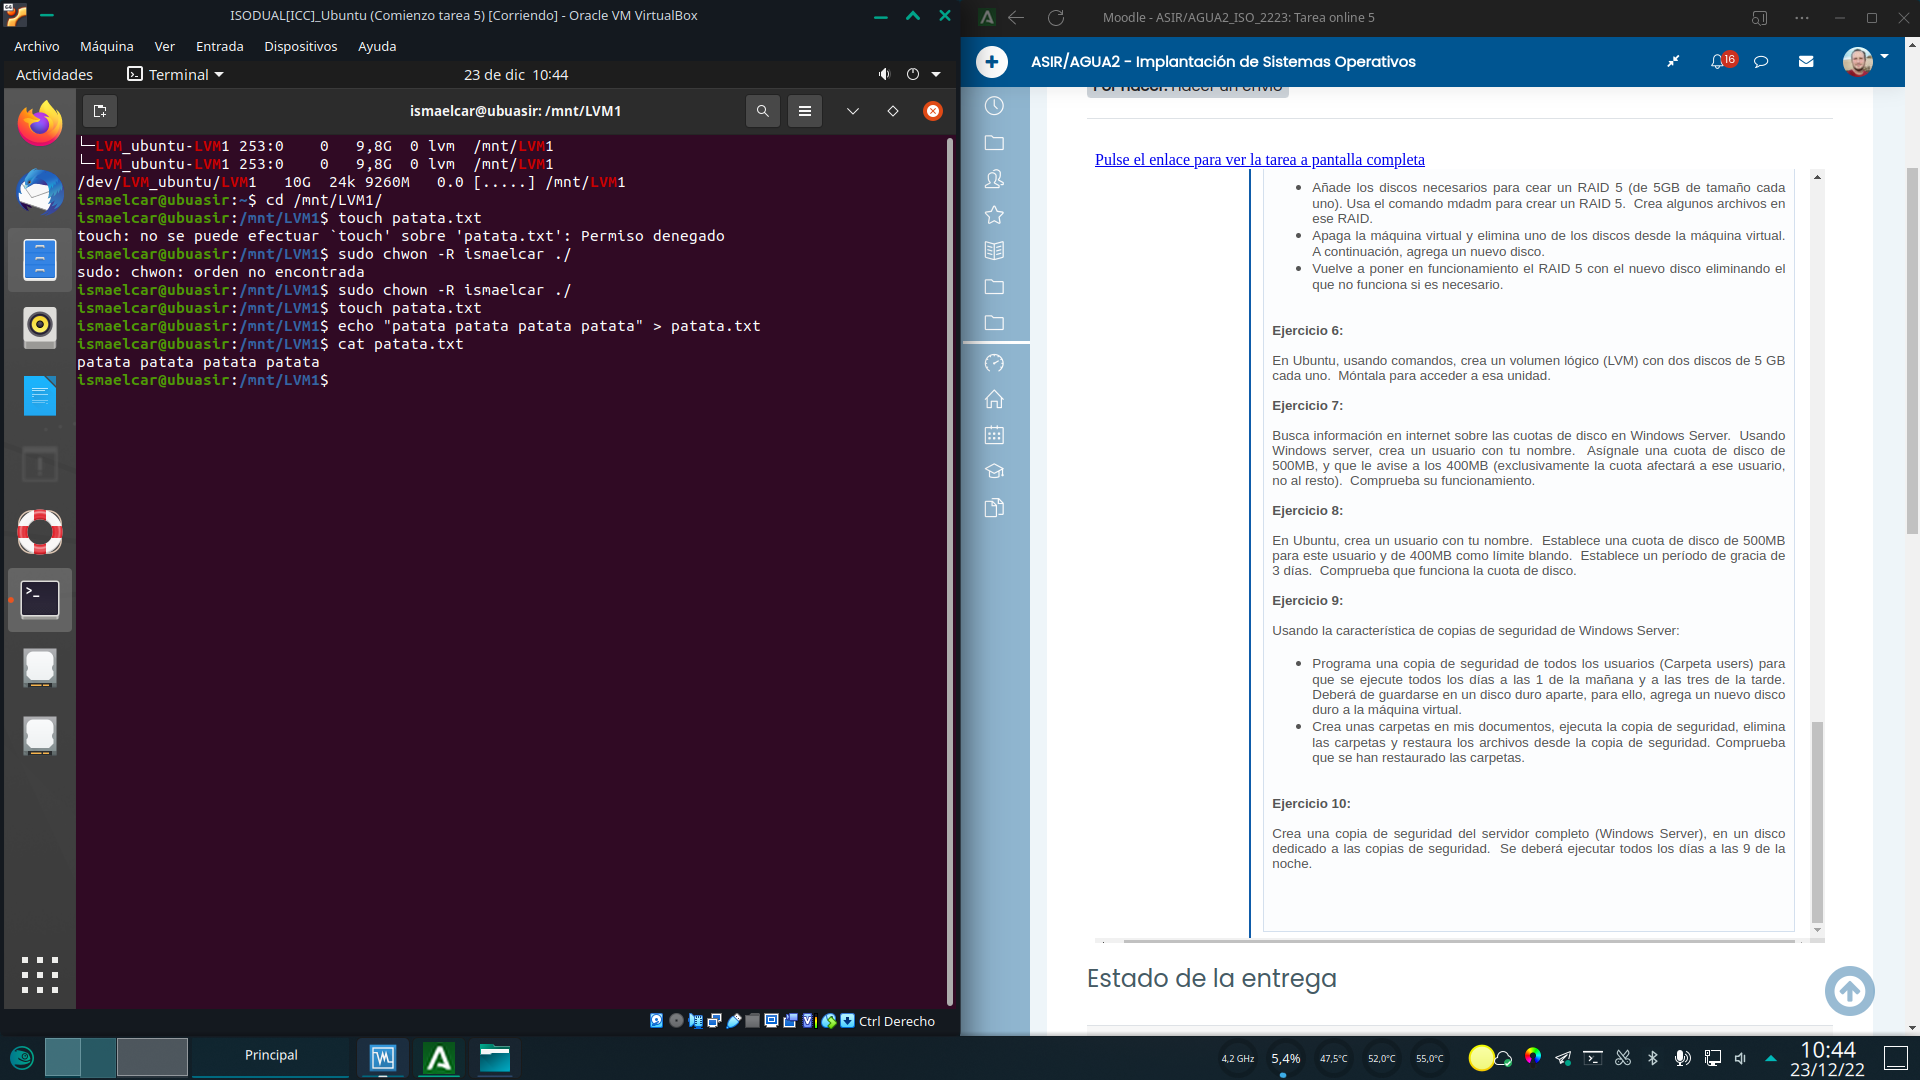 ISODUAL[ICC]_Ubuntu (Comienzo tarea 5) [Corriendo] - Oracle VM VirtualBox
Archivo Máquina Ver Entrada Dispositivos Ayuda
Actividades Terminal 23 de dic 10:44
ismaelcar@ubuasir: /mnt/LVM1
└─LVM_ubuntu-LVM1 253:0 0 9,8G 0 lvm /mnt/LVM1
└─LVM_ubuntu-LVM1 253:0 0 9,8G 0 lvm /mnt/LVM1
/dev/LVM_ubuntu/LVM1 10G 24k 9260M 0.0 [.....] /mnt/LVM1
ismaelcar@ubuasir:~$ cd /mnt/LVM1/
ismaelcar@ubuasir:/mnt/LVM1$ touch patata.txt
touch: no se puede efectuar `touch' sobre 'patata.txt': Permiso denegado
ismaelcar@ubuasir:/mnt/LVM1$ sudo chwon -R ismaelcar ./
sudo: chwon: orden no encontrada
ismaelcar@ubuasir:/mnt/LVM1$ sudo chown -R ismaelcar ./
ismaelcar@ubuasir:/mnt/LVM1$ touch patata.txt
ismaelcar@ubuasir:/mnt/LVM1$ echo "patata patata patata patata" > patata.txt
ismaelcar@ubuasir:/mnt/LVM1$ cat patata.txt
patata patata patata patata
ismaelcar@ubuasir:/mnt/LVM1$
Ctrl Derecho
Moodle - ASIR/AGUA2_ISO_2223: Tarea online 5
ASIR/AGUA2 - Implantación de Sistemas Operativos
16
Por hacer: Hacer un envío
Pulse el enlace para ver la tarea a pantalla completa
Añade los discos necesarios para cear un RAID 5 (de 5GB de tamaño cada
uno). Usa el comando mdadm para crear un RAID 5. Crea algunos archivos en
ese RAID.
Apaga la máquina virtual y elimina uno de los discos desde la máquina virtual.
A continuación, agrega un nuevo disco.
Vuelve a poner en funcionamiento el RAID 5 con el nuevo disco eliminando el
que no funciona si es necesario.
Ejercicio 6:
En Ubuntu, usando comandos, crea un volumen lógico (LVM) con dos discos de 5 GB
cada uno. Móntala para acceder a esa unidad.
Ejercicio 7:
Busca información en internet sobre las cuotas de disco en Windows Server. Usando
Windows server, crea un usuario con tu nombre. Asígnale una cuota de disco de
500MB, y que le avise a los 400MB (exclusivamente la cuota afectará a ese usuario,
no al resto). Comprueba su funcionamiento.
Ejercicio 8:
En Ubuntu, crea un usuario con tu nombre. Establece una cuota de disco de 500MB
para este usuario y de 400MB como límite blando. Establece un período de gracia de
3 días. Comprueba que funciona la cuota de disco.
Ejercicio 9:
Usando la característica de copias de seguridad de Windows Server:
Programa una copia de seguridad de todos los usuarios (Carpeta users) para
que se ejecute todos los días a las 1 de la mañana y a las tres de la tarde.
Deberá de guardarse en un disco duro aparte, para ello, agrega un nuevo disco
duro a la máquina virtual.
Crea unas carpetas en mis documentos, ejecuta la copia de seguridad, elimina
las carpetas y restaura los archivos desde la copia de seguridad. Comprueba
que se han restaurado las carpetas.
Ejercicio 10:
Crea una copia de seguridad del servidor completo (Windows Server), en un disco
dedicado a las copias de seguridad. Se deberá ejecutar todos los días a las 9 de la
noche.
Estado de la entrega
Principal
4,2 GHz 5,4% 47,5°C 52,0°C 55,0°C
10:44
23/12/22